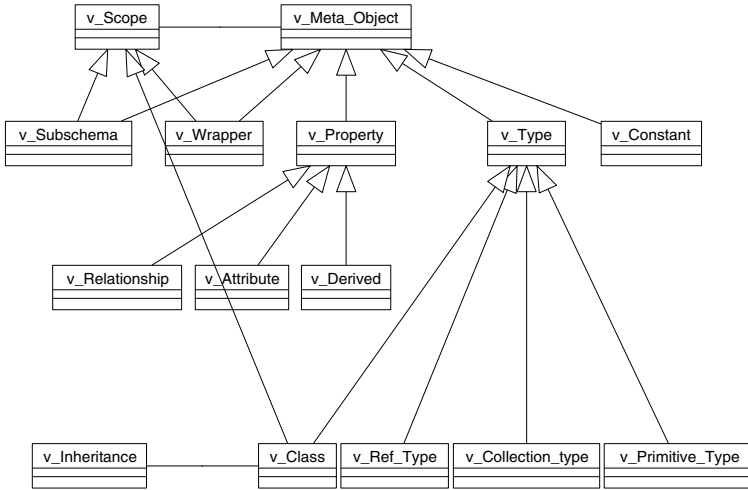 v_Scope
v_Meta_Object
v_Subschema
v_Wrapper
v_Property
v_Type
v_Constant
v_Relationship
v_Attribute
v_Derived
v_Inheritance
v_Class
v_Ref_Type
v_Collection_type
v_Primitive_Type